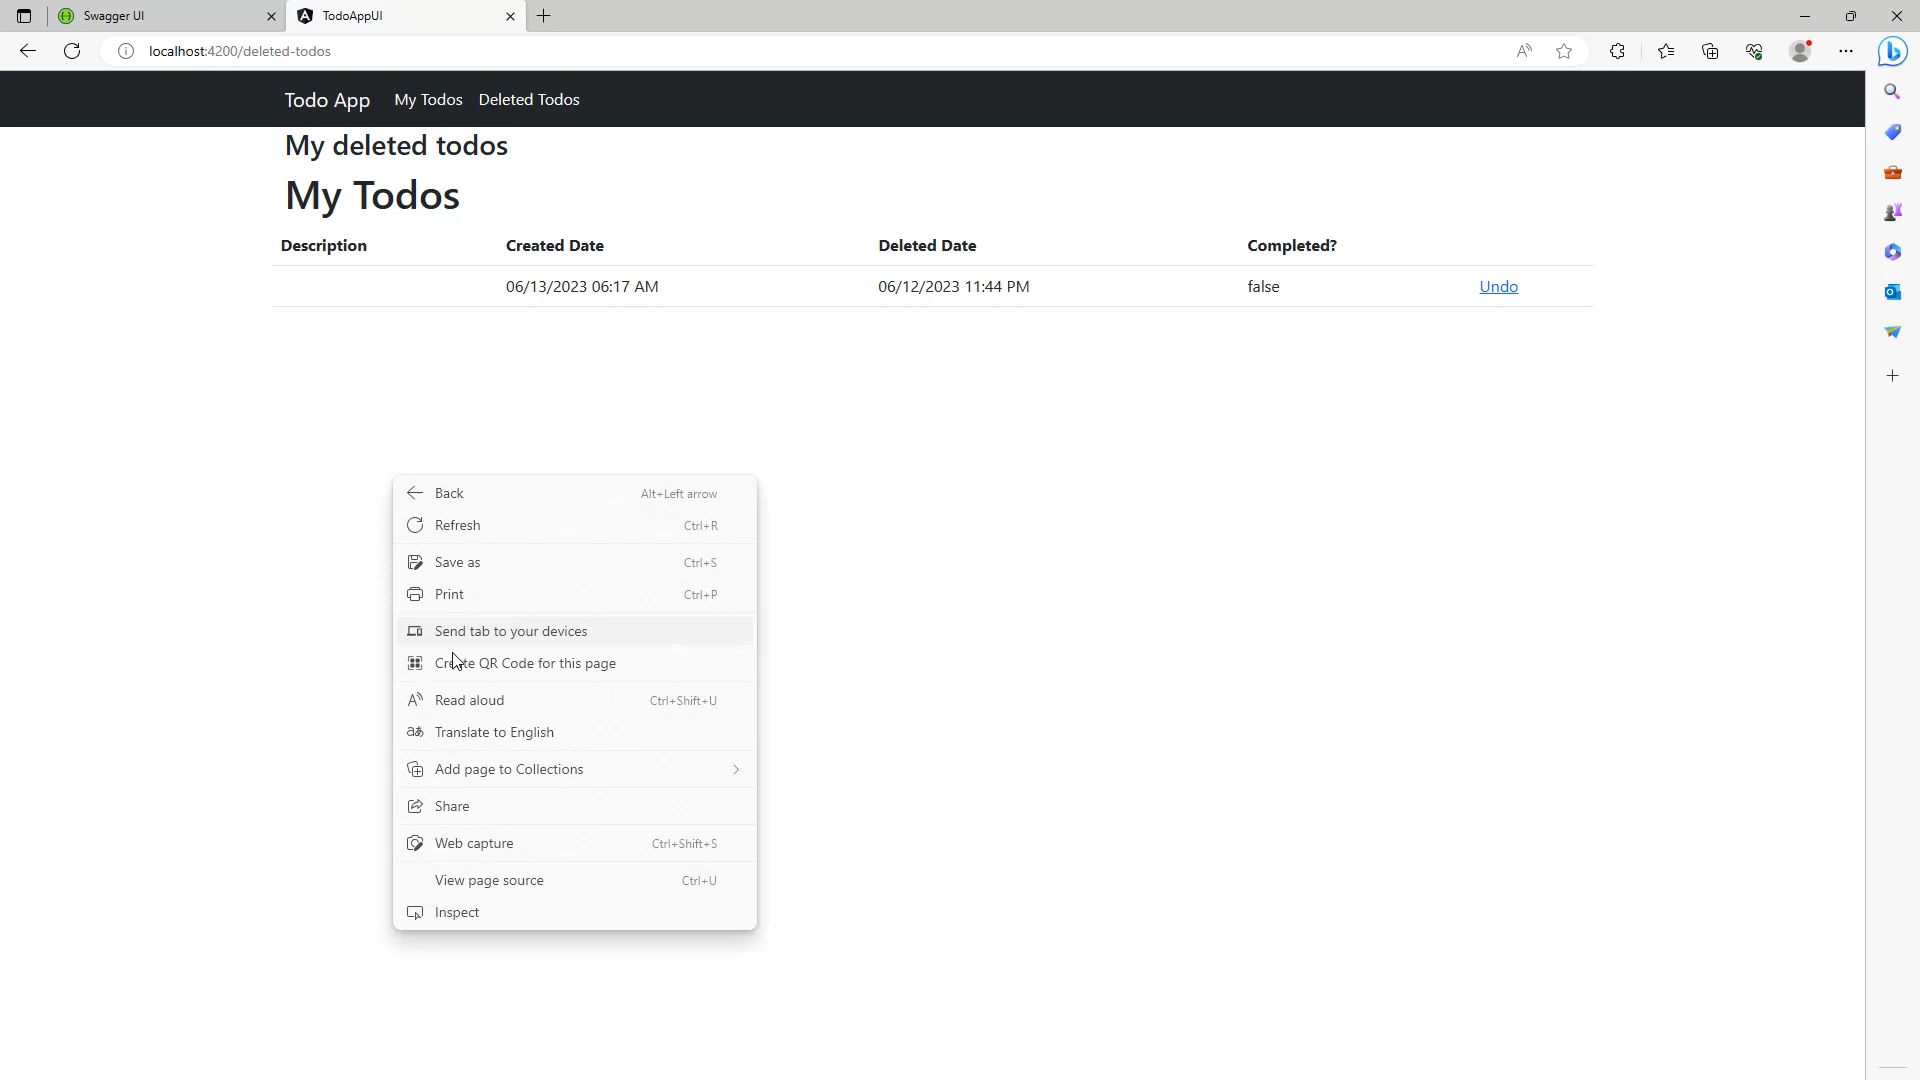 Swagger UI
TodoAppUI
localhost:4200/deleted-todos
Todo App My Todos Deleted Todos
My deleted todos
My Todos
Description Created Date Deleted Date Completed?
06/13/2023 06:17 AM 06/12/2023 11:44 PM false Undo
Back Alt+Left arrow
Refresh Ctrl+R
Save as Ctrl+S
Print Ctrl+P
Send tab to your devices
Create QR Code for this page
Read aloud Ctrl+Shift+U
Translate to English
Add page to Collections
Share
Web capture Ctrl+Shift+S
View page source Ctrl+U
Inspect